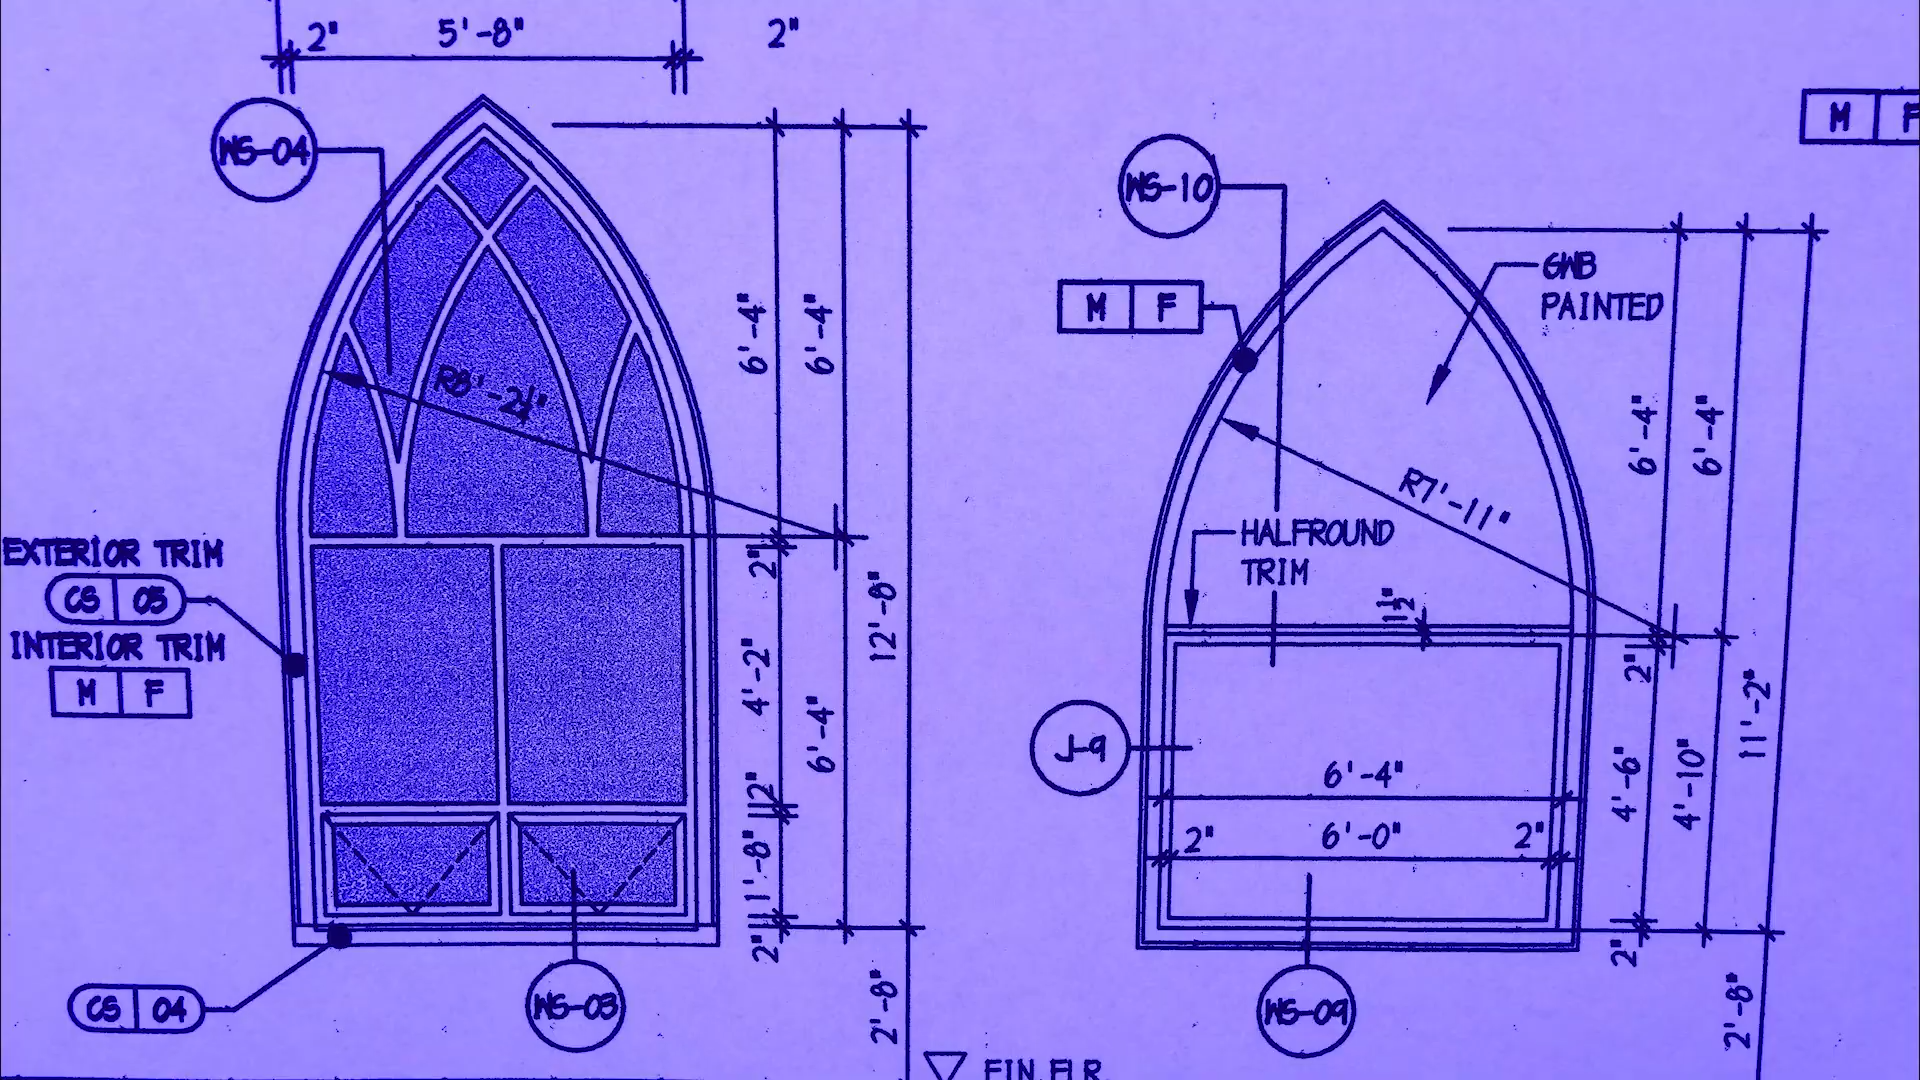 2" 5'-8" 2"
WS-04
6'-4" 6'-4"
R8'-2½"
EXTERIOR TRIM
CS 05
INTERIOR TRIM
M F
2"
4'-2"
2"
1'-8"
2"
6'-4"
12'-8"
2'-8"
CS 04
WS-03
FIN.FLR.
WS-10
M F
M F
GWB
PAINTED
6'-4" 6'-4"
R7'-11"
HALFROUND
TRIM
1½"
2"
J-9
6'-4"
2" 6'-0" 2"
4'-6"
4'-10"
11'-2"
2"
2'-8"
WS-09